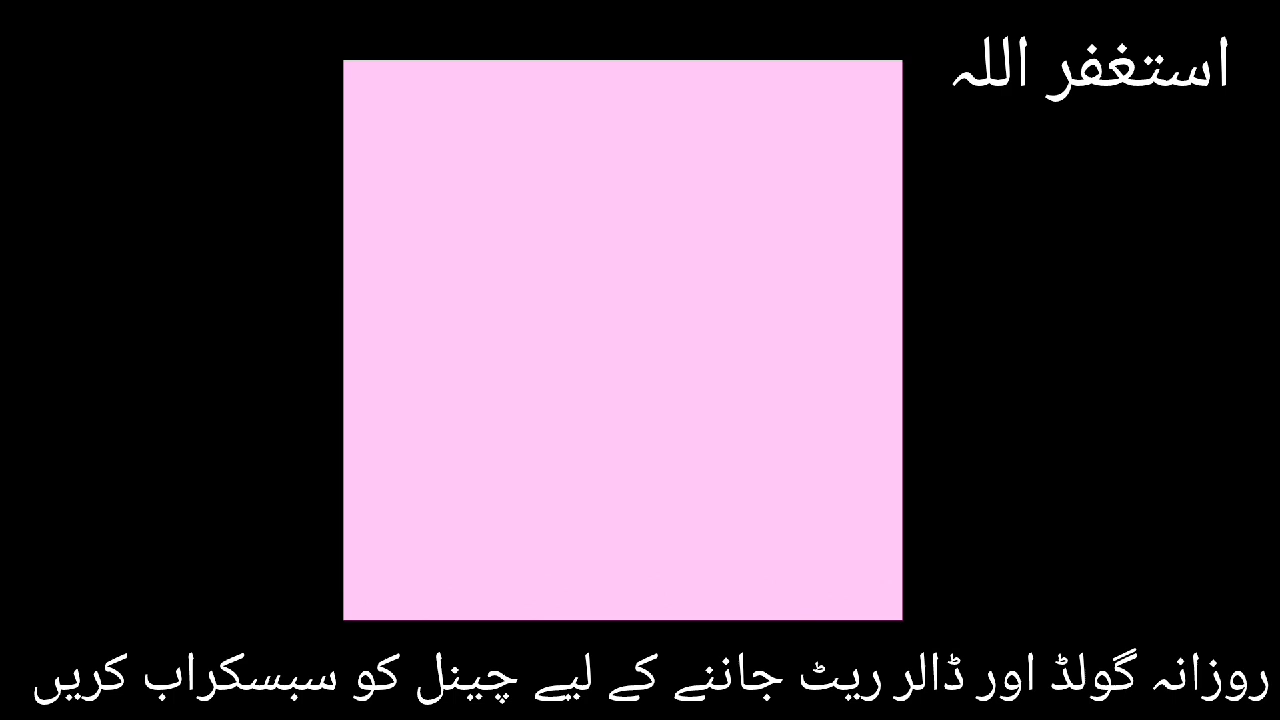 استغفر اللہ
روزانہ گولڈ اور ڈالر ریٹ جاننے کے لیے چینل کو سبسکراب کریں